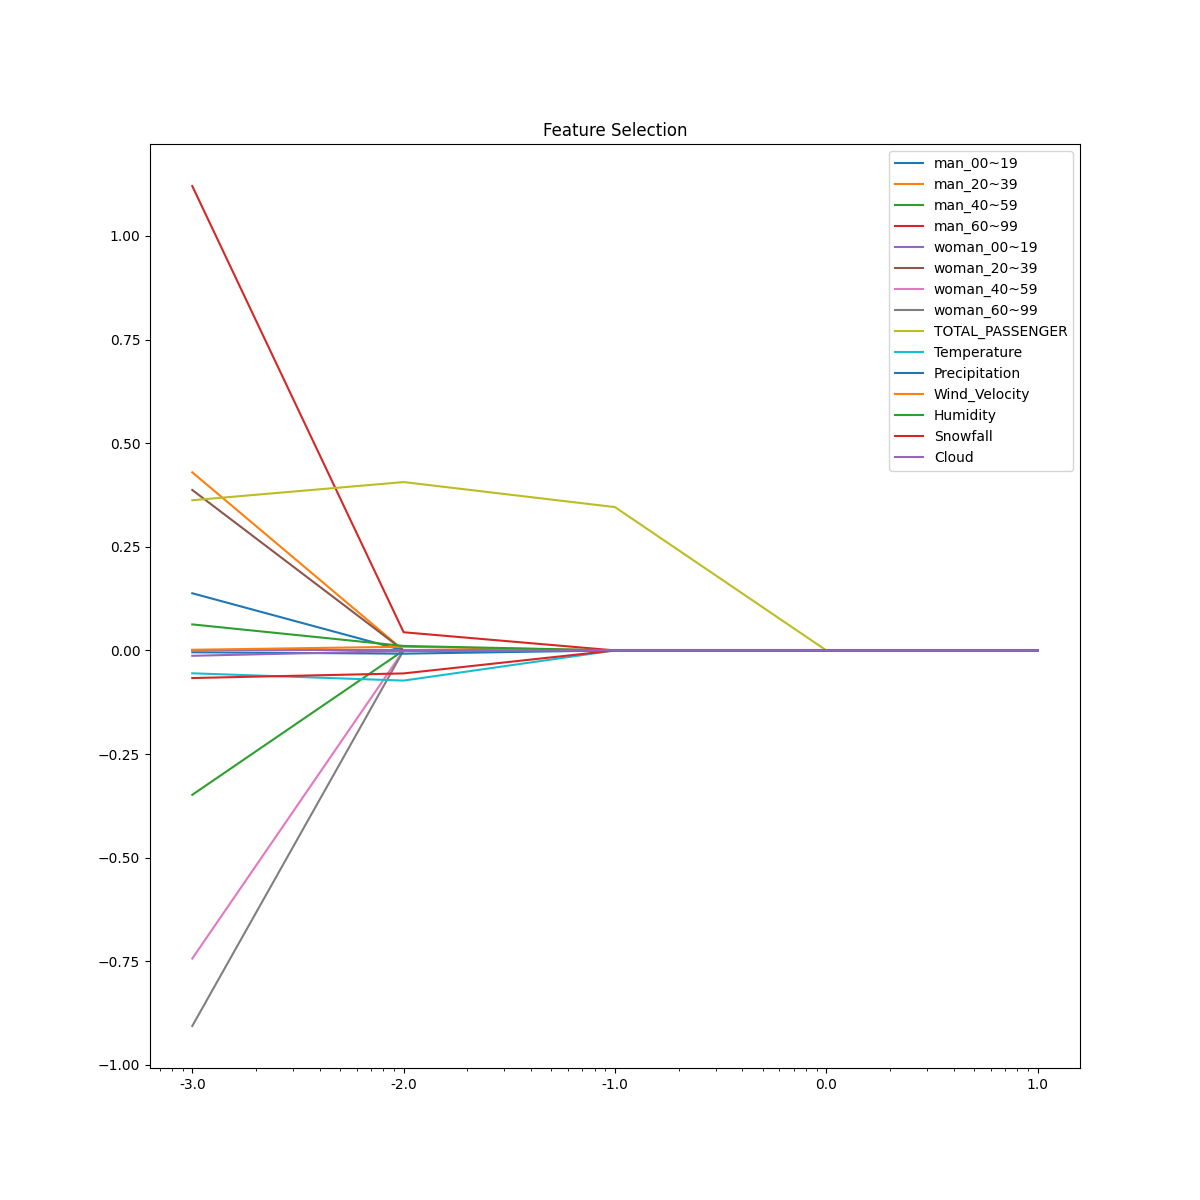 Feature Selection
man_00~19
man_20~39
man_40~59
man_60~99
woman_00~19
woman_20~39
woman_40~59
woman_60~99
TOTAL_PASSENGER
Temperature
Precipitation
Wind_Velocity
Humidity
Snowfall
Cloud
1.00
0.75
0.50
0.25
0.00
−0.25
−0.50
−0.75
−1.00
-3.0 -2.0 -1.0 0.0 1.0